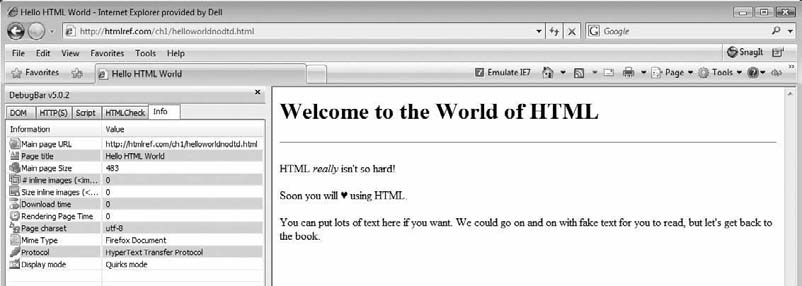 Hello HTML World - Internet Explorer provided by Dell
http://htmlref.com/ch1/helloworldnodtd.html
Google
File Edit View Favorites Tools Help
SnagIt
Favorites
Hello HTML World
Emulate IE7
Page
Tools
DebugBar v5.0.2
DOM HTTP(S) Script HTMLCheck Info
Information Value
Main page URL http://htmlref.com/ch1/helloworldnodtd.html
Page title Hello HTML World
Main page Size 483
# inline images (<im... 0
Size inline images (<... 0
Download time 0
Rendering Page Time 0
Page charset utf-8
Mime Type Firefox Document
Protocol HyperText Transfer Protocol
Display mode Quirks mode
Welcome to the World of HTML
HTML really isn't so hard!
Soon you will ♥ using HTML.
You can put lots of text here if you want. We could go on and on with fake text for you to read, but let's get back to
the book.